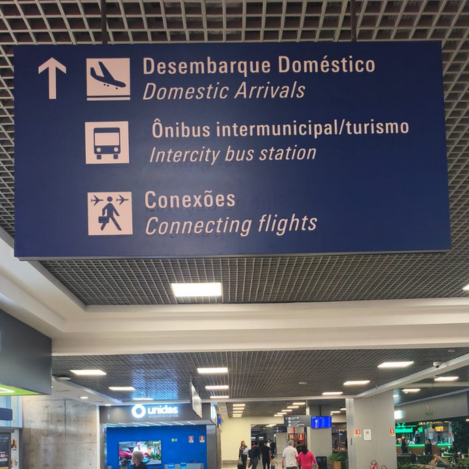 Desembarque Doméstico
Domestic Arrivals
Ônibus intermunicipal/turismo
Intercity bus station
Conexões
Connecting flights
unidas